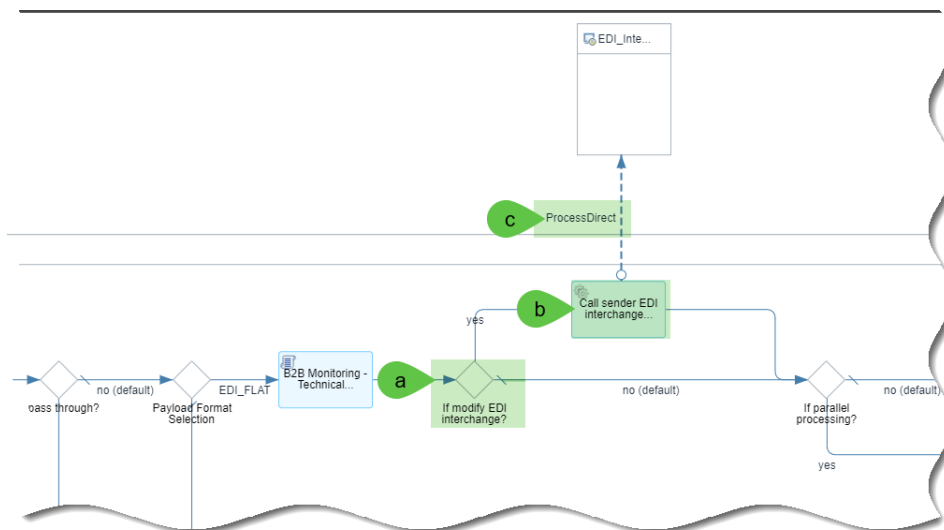 EDI_Inte...
c
ProcessDirect
b
Call sender EDI
interchange...
yes
B2B Monitoring -
Technical...
a
no (default)
EDI_FLAT
no (default)
no (default)
pass through?
Payload Format
Selection
If modify EDI
interchange?
If parallel
processing?
yes